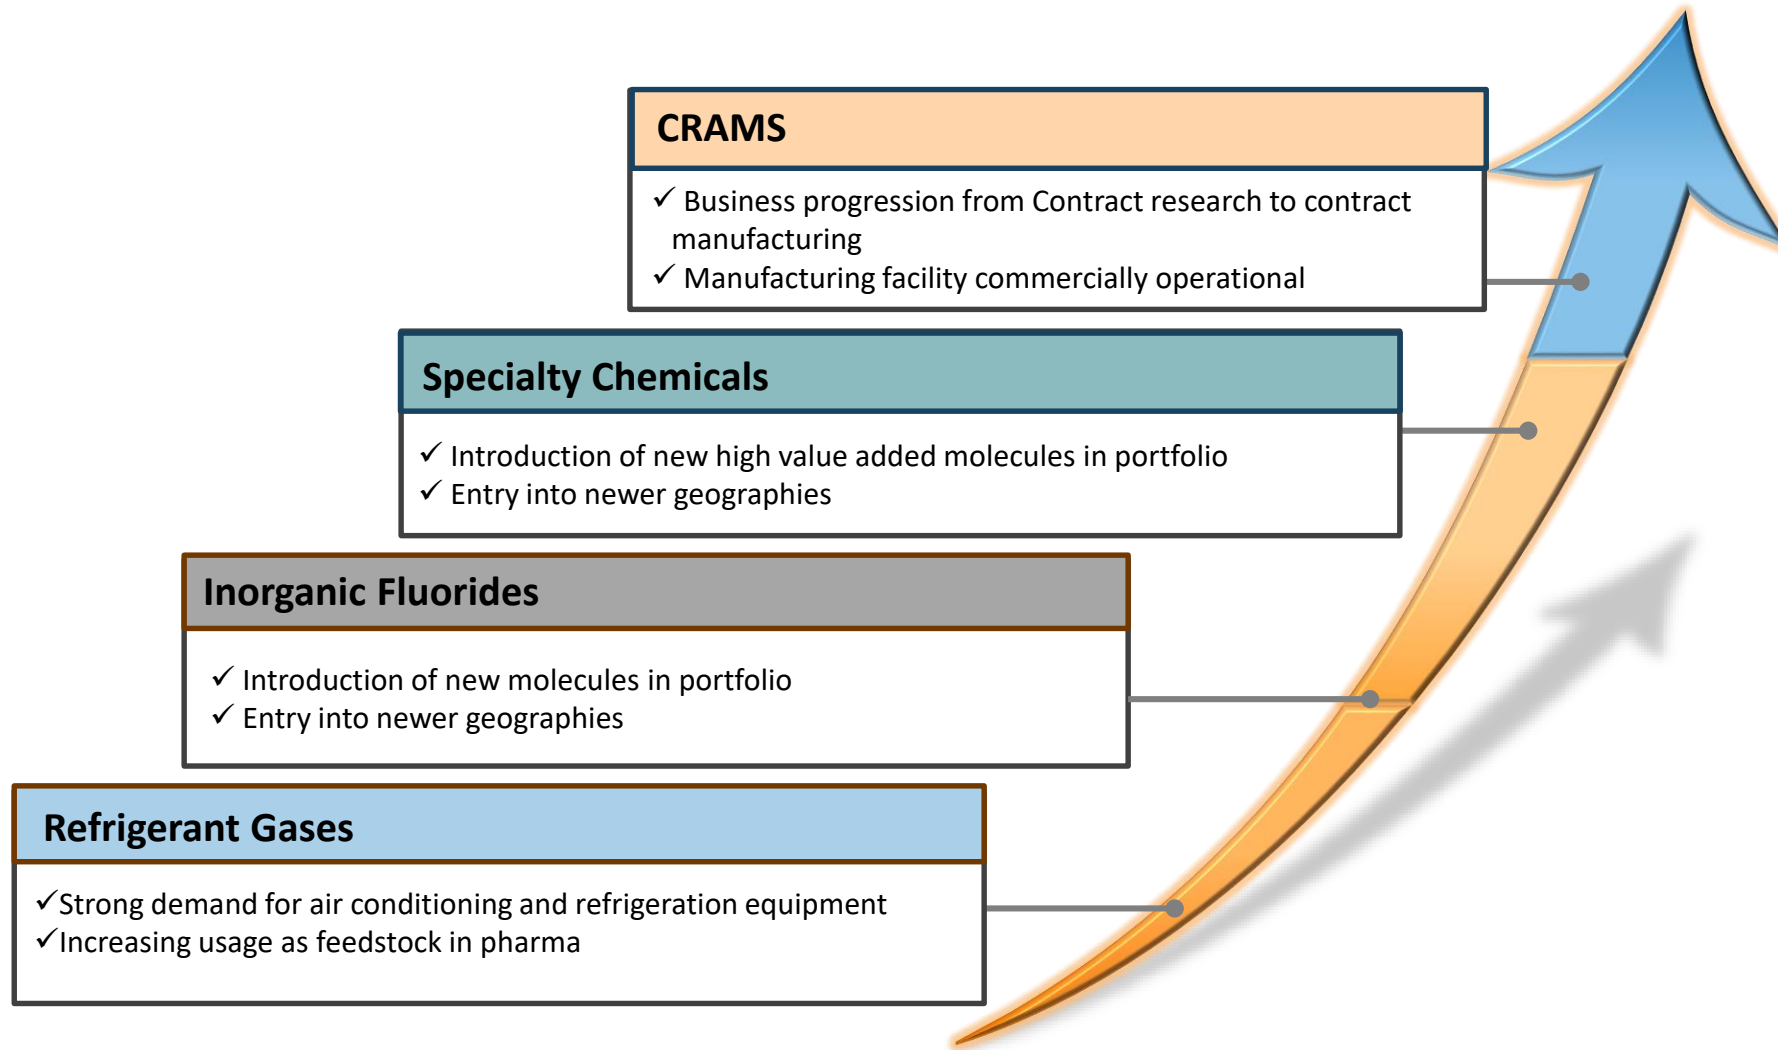 CRAMS
✓ Business progression from Contract research to contract
manufacturing
✓ Manufacturing facility commercially operational
Specialty Chemicals
✓ Introduction of new high value added molecules in portfolio
✓ Entry into newer geographies
Inorganic Fluorides
✓ Introduction of new molecules in portfolio
✓ Entry into newer geographies
Refrigerant Gases
✓Strong demand for air conditioning and refrigeration equipment
✓Increasing usage as feedstock in pharma